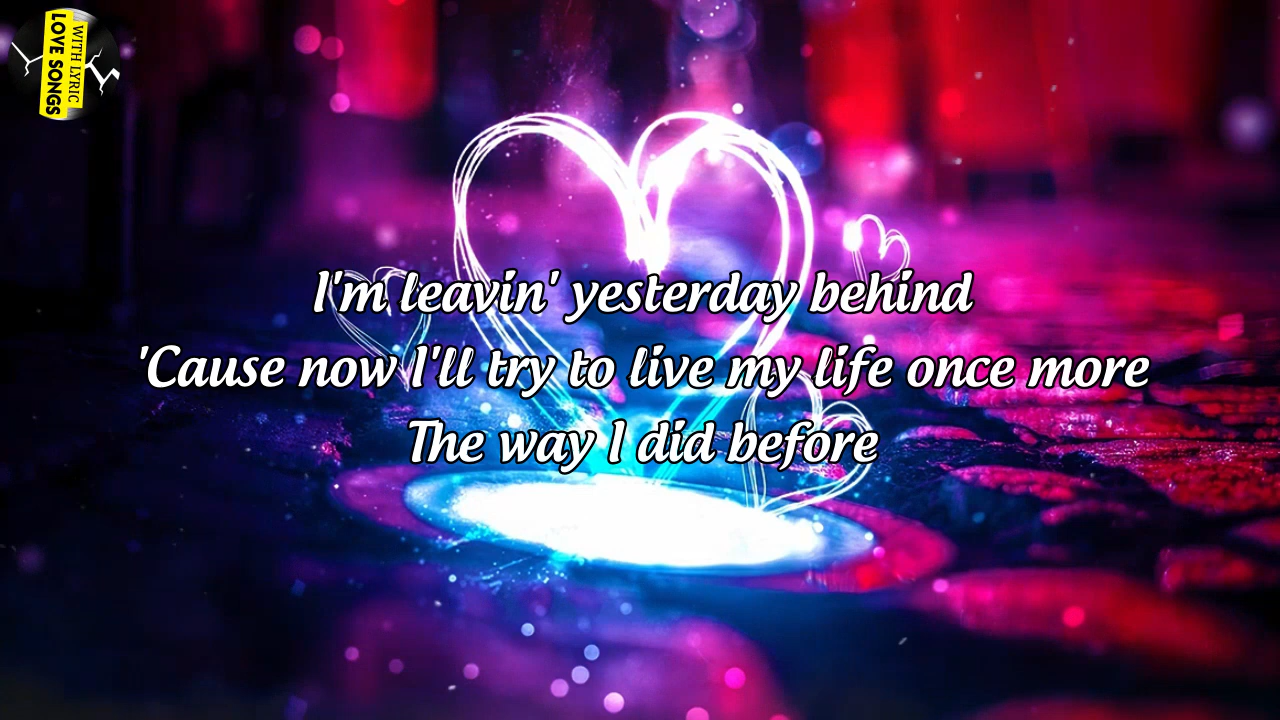 LOVE SONGS
WITH LYRIC
I'm leavin' yesterday behind
'Cause now I'll try to live my life once more
The way I did before